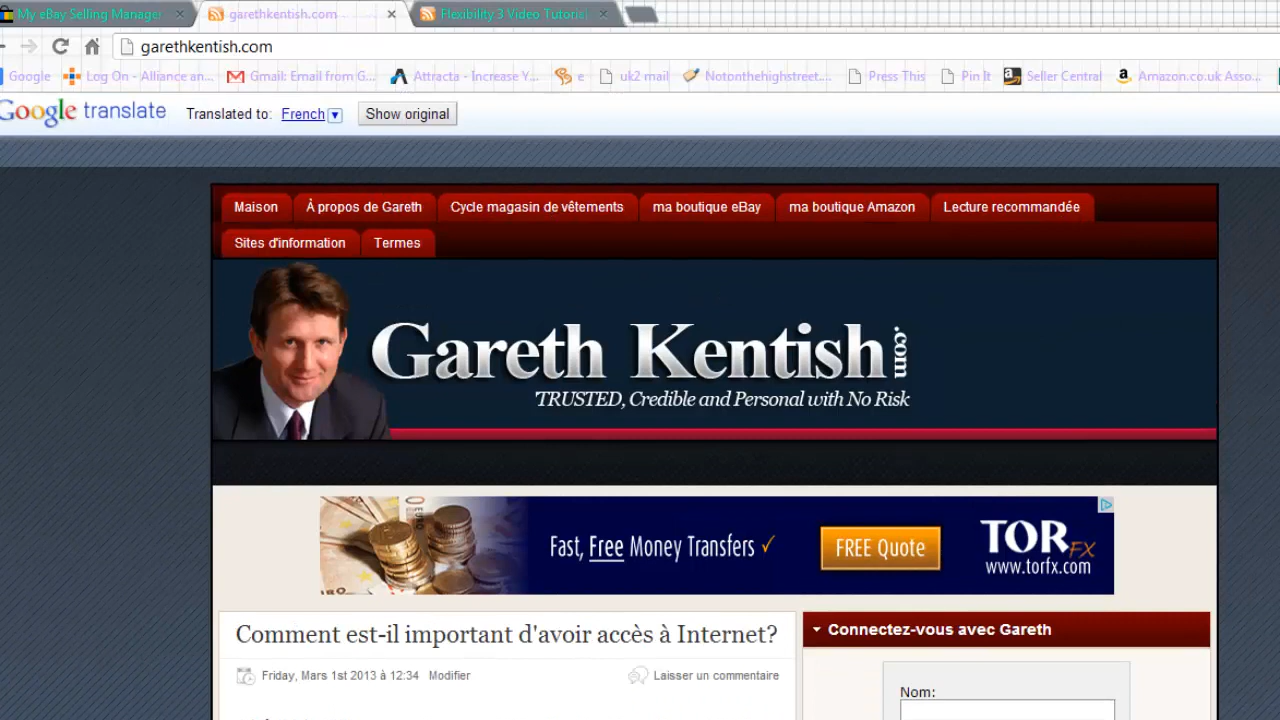 My eBay Selling Manager
garethkentish.com
Flexibility 3 Video Tutorial
garethkentish.com
Google
Log On - Alliance an...
Gmail: Email from G...
Attracta - Increase Y...
e
uk2 mail
Notonthehighstreet....
Press This
Pin It
Seller Central
Amazon.co.uk Asso...
Google translate
Translated to: French
Show original
Maison
À propos de Gareth
Cycle magasin de vêtements
ma boutique eBay
ma boutique Amazon
Lecture recommandée
Sites d'information
Termes
Gareth Kentish.com
TRUSTED, Credible and Personal with No Risk
Fast, Free Money Transfers ✓
FREE Quote
TORFX
www.torfx.com
Comment est-il important d'avoir accès à Internet?
Friday, Mars 1st 2013 à 12:34 Modifier
Laisser un commentaire
Connectez-vous avec Gareth
Nom: